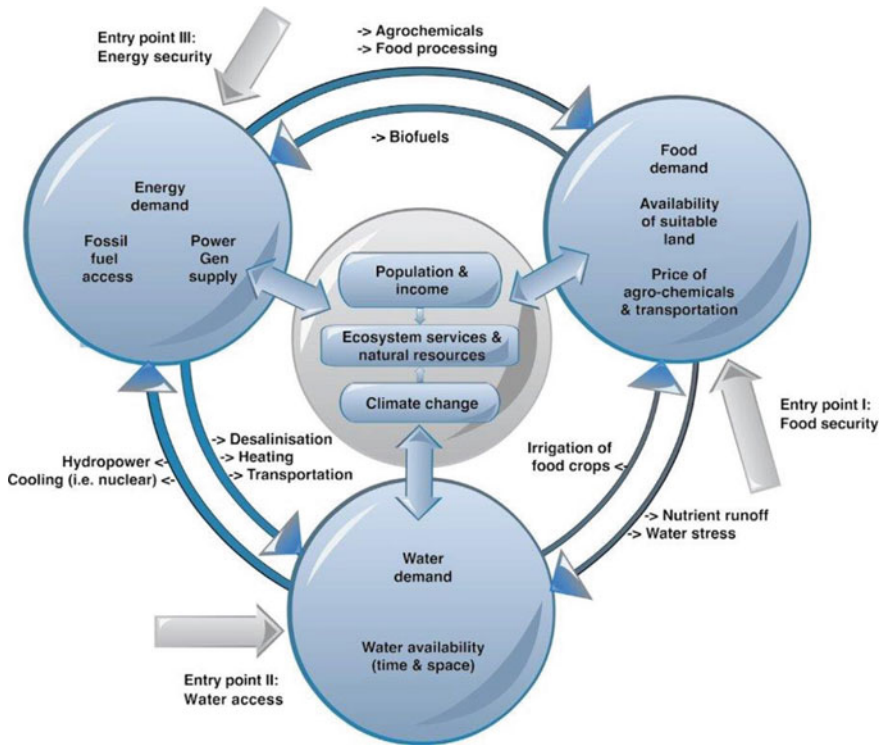 Entry point III:
Energy security
-> Agrochemicals
-> Food processing
-> Biofuels
Energy
demand
Fossil
fuel
access
Power
Gen
supply
Food
demand
Availability
of suitable
land
Price of
agro-chemicals
& transportation
Population &
income
Ecosystem services &
natural resources
Climate change
Entry point I:
Food security
Hydropower <-
Cooling (i.e. nuclear) <-
-> Desalinisation
-> Heating
-> Transportation
Irrigation of
food crops <-
-> Nutrient runoff
-> Water stress
Water
demand
Water availability
(time & space)
Entry point II:
Water access